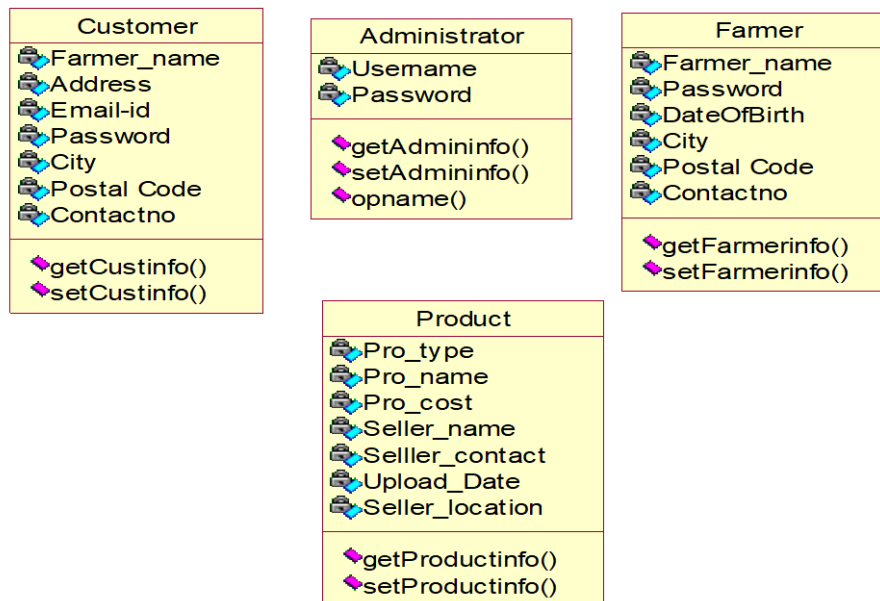 Customer
Farmer_name
Address
Email-id
Password
City
Postal Code
Contactno
getCustinfo()
setCustinfo()
Administrator
Username
Password
getAdmininfo()
setAdmininfo()
opname()
Farmer
Farmer_name
Password
DateOfBirth
City
Postal Code
Contactno
getFarmerinfo()
setFarmerinfo()
Product
Pro_type
Pro_name
Pro_cost
Seller_name
Selller_contact
Upload_Date
Seller_location
getProductinfo()
setProductinfo()